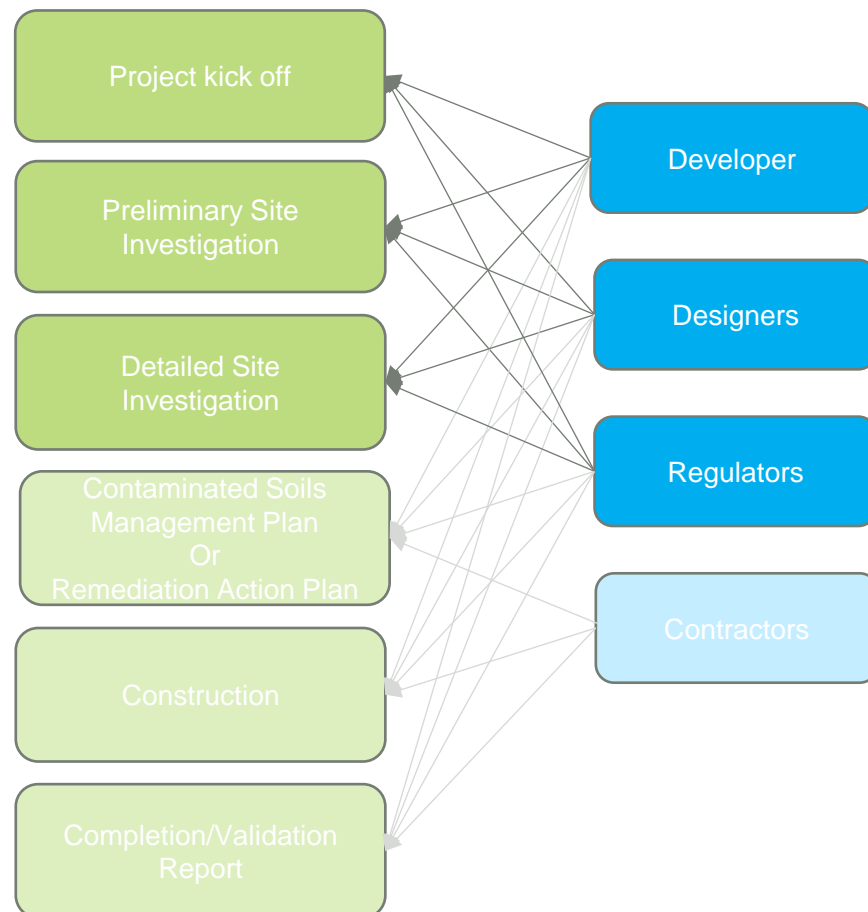 Project kick off
Preliminary Site
Investigation
Detailed Site
Investigation
Contaminated Soils
Management Plan
Or
Remediation Action Plan
Construction
Completion/Validation
Report
Developer
Designers
Regulators
Contractors